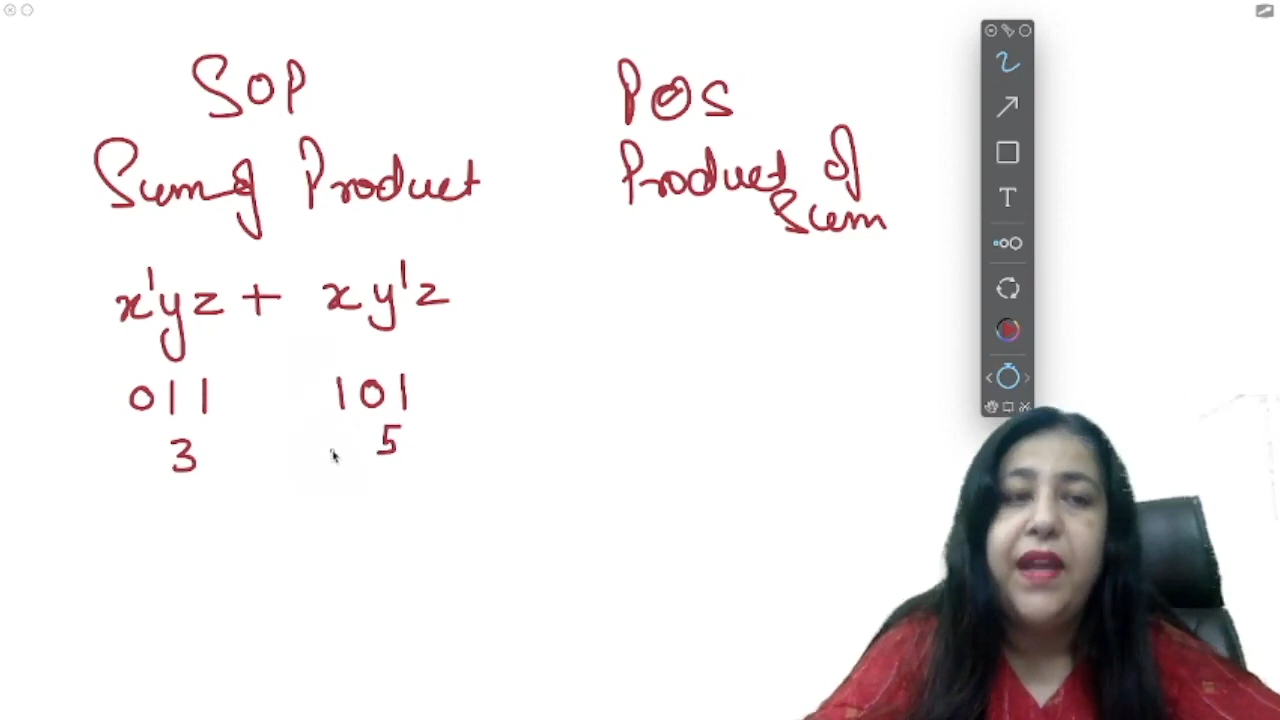 SOP
Sum of Product
x'yz + xy'z
011 101
3 5
POS
Product of
Sum
T